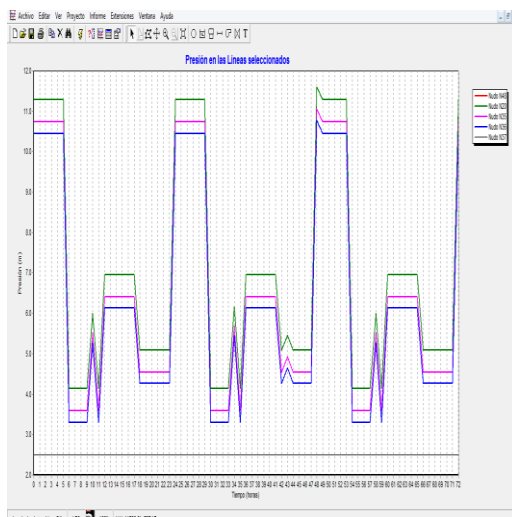 Archivo Editar Ver Proyecto Informe Extensiones Ventana Ayuda
Presión en las Líneas seleccionados
12.0
11.0
10.0
9.0
8.0
7.0
6.0
5.0
4.0
3.0
2.0
Presión (m)
0 1 2 3 4 5 6 7 8 9 10 11 12 13 14 15 16 17 18 19 20 21 22 23 24 25 26 27 28 29 30 31 32 33 34 35 36 37 38 39 40 41 42 43 44 45 46 47 48 49 50 51 52 53 54 55 56 57 58 59 60 61 62 63 64 65 66 67 68 69 70 71 72
Tiempo (horas)
Nudo
Nudo
Nudo
Nudo
Nudo